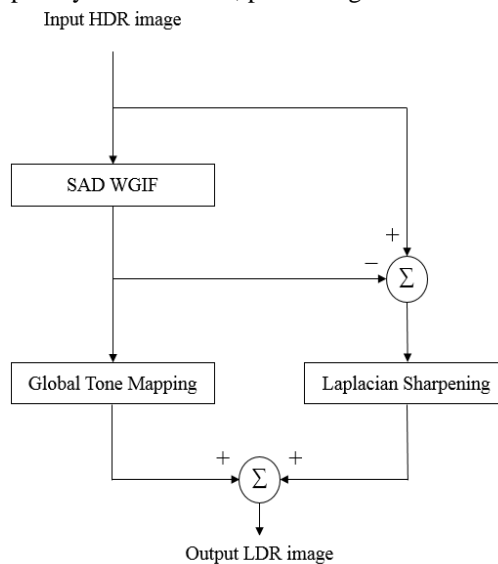 Input HDR image
SAD WGIF
+
−
Σ
Global Tone Mapping
Laplacian Sharpening
+
+
Σ
Output LDR image